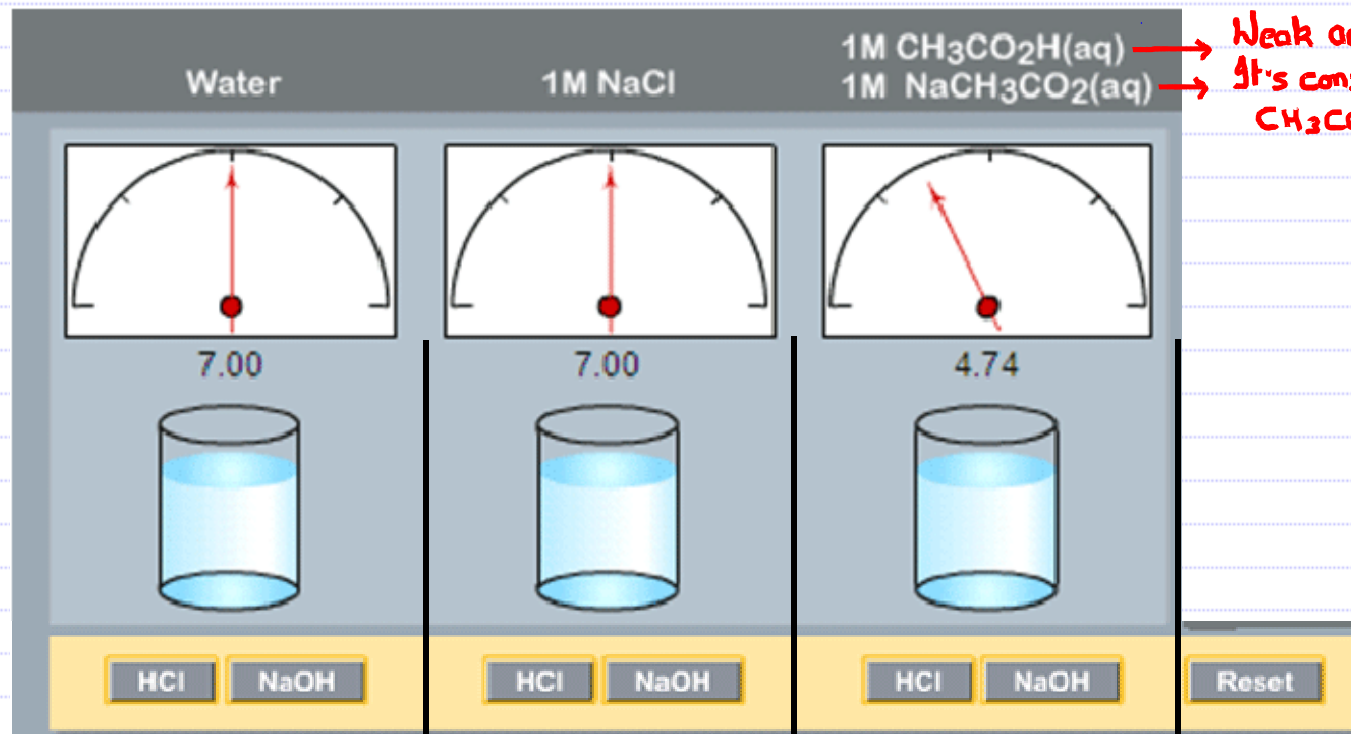 Water
1M NaCl
1M CH3CO2H(aq)
1M NaCH3CO2(aq)
Weak
It's
7.00
7.00
4.74
HCl NaOH
HCl NaOH
HCl NaOH
Reset